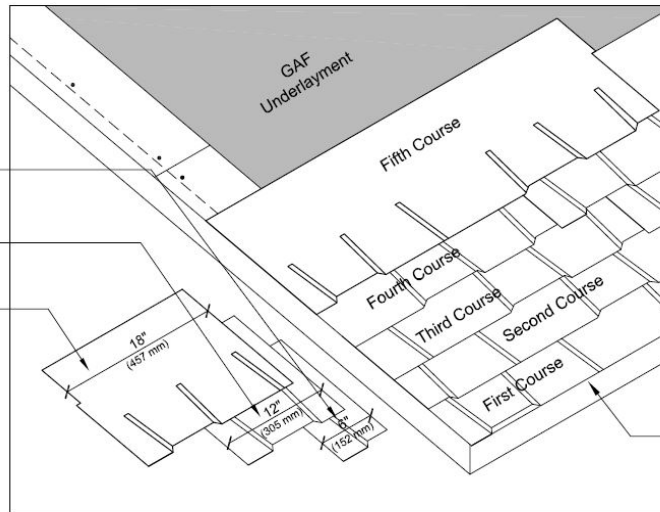 GAF
Underlayment
Fifth Course
Fourth Course
Third Course
Second Course
First Course
18"
(457 mm)
12"
(305 mm)
6"
(152 mm)